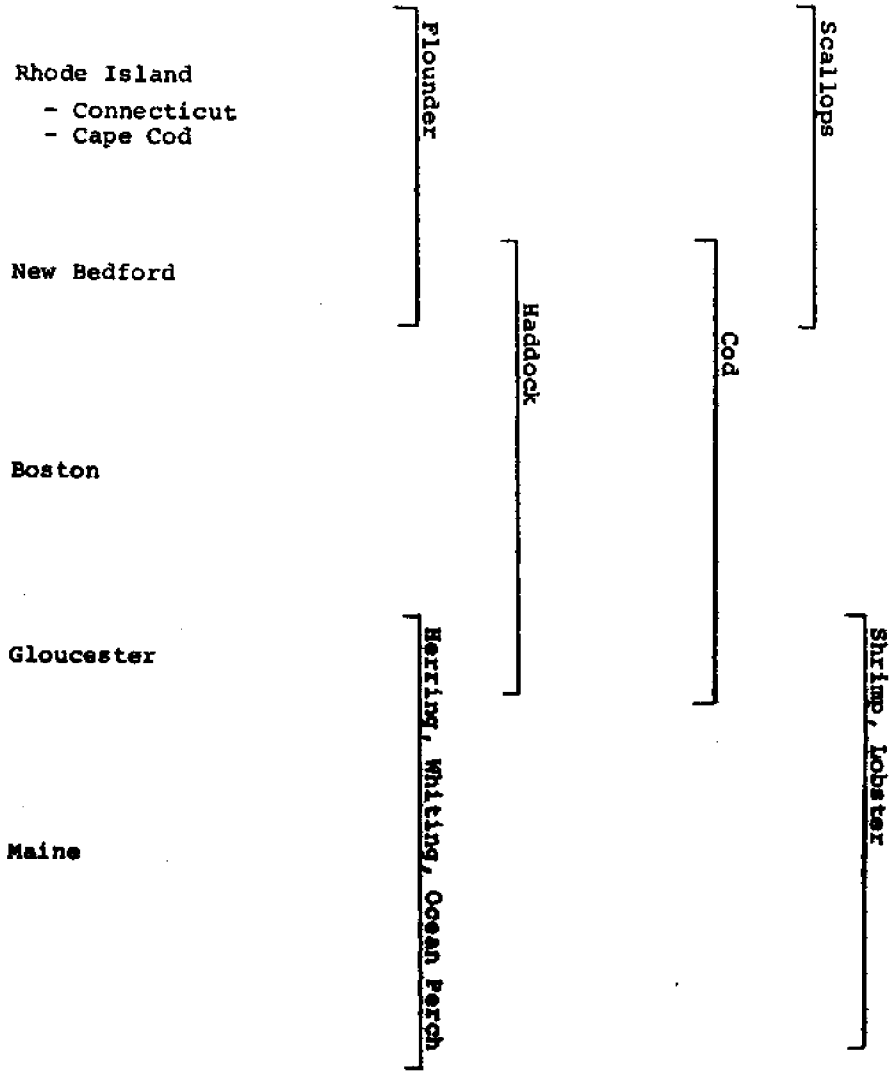 Rhode Island
- Connecticut
- Cape Cod
New Bedford
Boston
Gloucester
Maine
Flounder
Herring, Whiting, Ocean Perch
Haddock
Cod
Scallops
Shrimp, Lobster